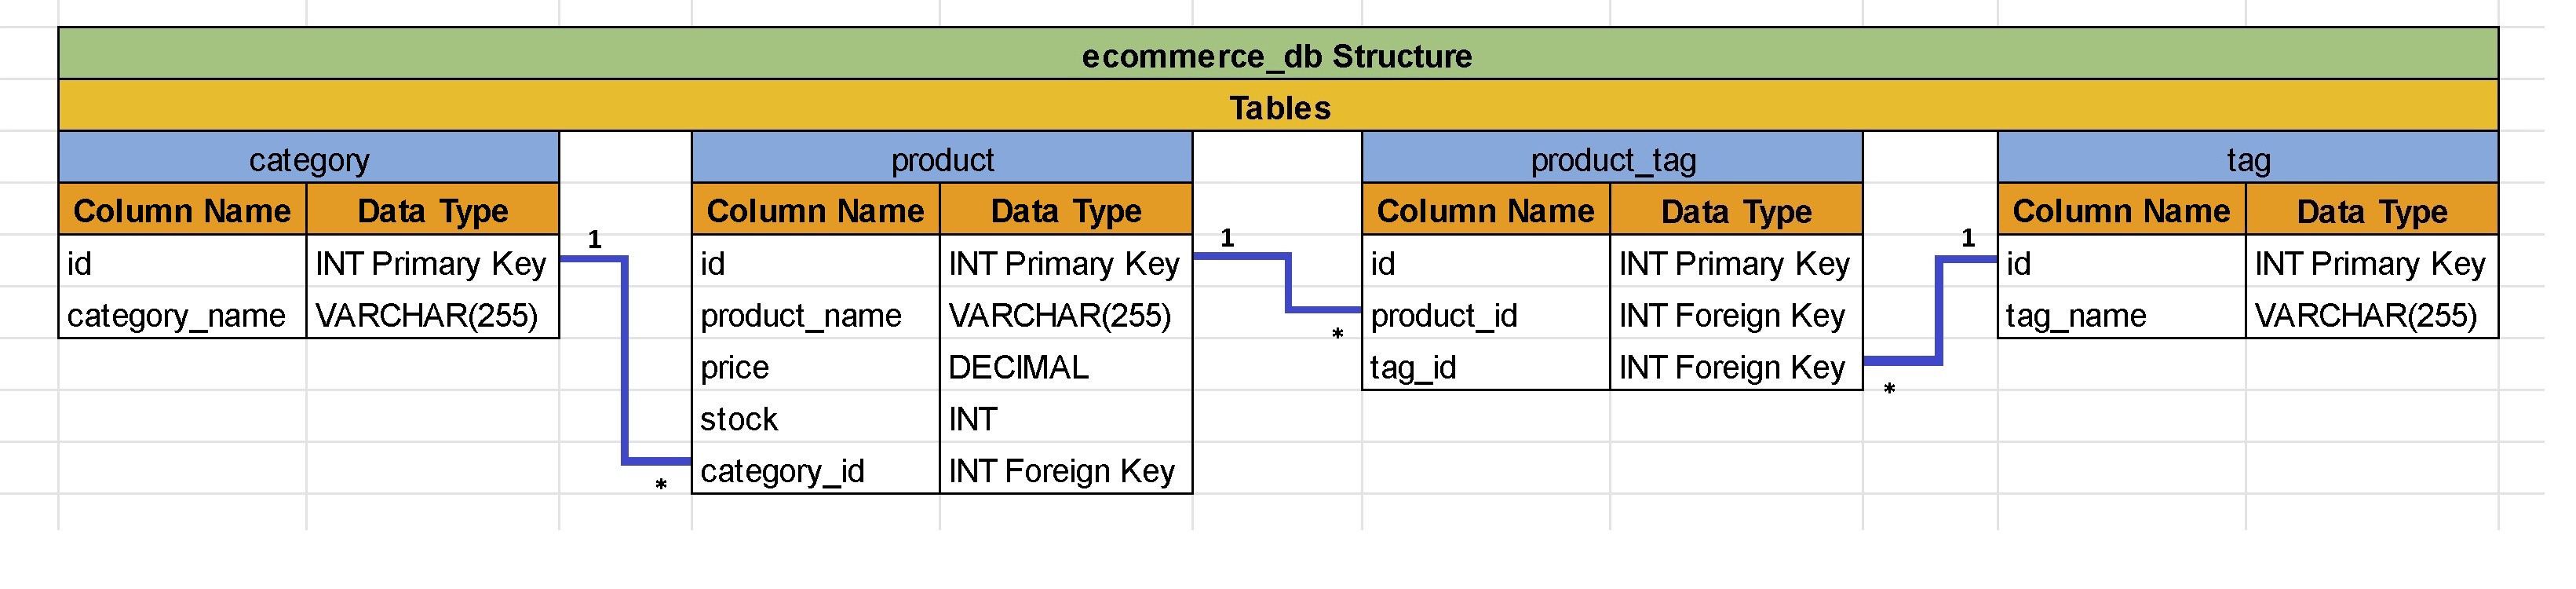 ecommerce_db Structure
Tables
category product product_tag tag
Column Name Data Type Column Name Data Type Column Name Data Type Column Name Data Type
1 1 1
id INT Primary Key id INT Primary Key id INT Primary Key id INT Primary Key
category_name VARCHAR(255) product_name VARCHAR(255) product_id INT Foreign Key tag_name VARCHAR(255)
*
price DECIMAL tag_id INT Foreign Key
*
stock INT
category_id INT Foreign Key
*